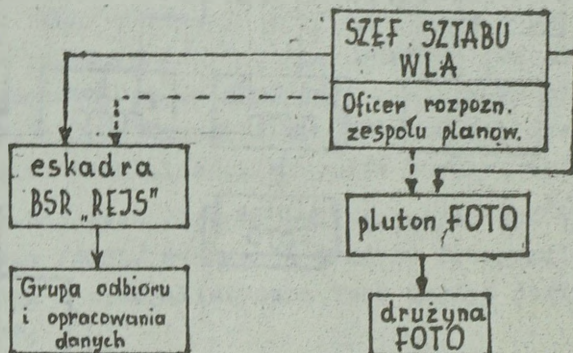 SZEF SZTABU
WLA
Oficer rozpozn.
zespołu planow.
eskadra
BSR „REJS”
pluton FOTO
Grupa odbioru
i opracowania
danych
drużyna
FOTO